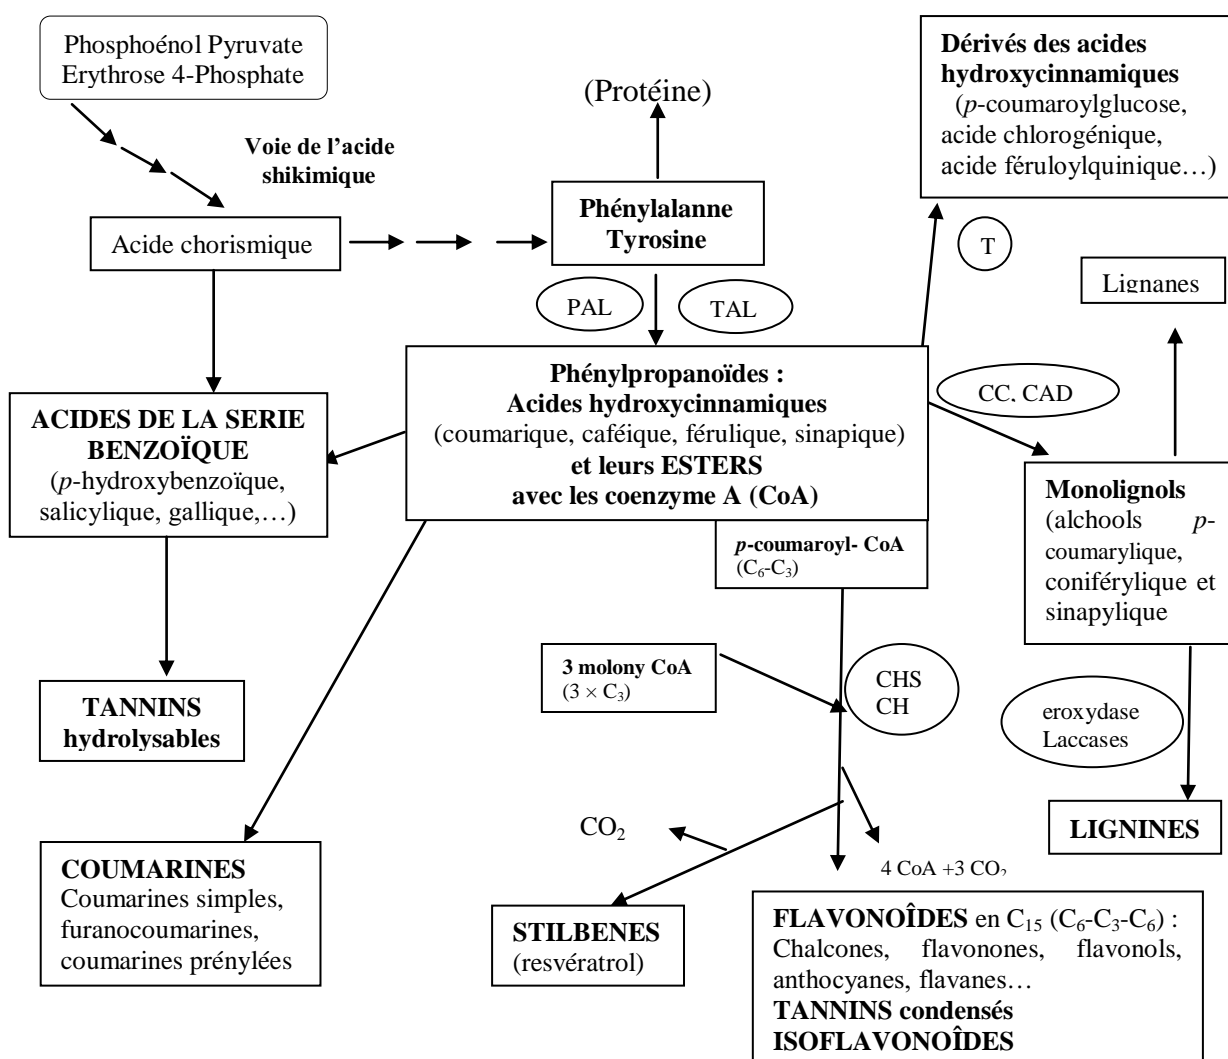 Phosphoénol Pyruvate
Erythrose 4-Phosphate
Voie de l’acide
shikimique
Acide chorismique
(Protéine)
Phénylalanne
Tyrosine
PAL
TAL
Dérivés des acides
hydroxycinnamiques
(p-coumaroylglucose,
acide chlorogénique,
acide féruloylquinique…)
T
Lignanes
CC, CAD
Phénylpropanoïdes :
Acides hydroxycinnamiques
(coumarique, caféique, férulique, sinapique)
et leurs ESTERS
avec les coenzyme A (CoA)
ACIDES DE LA SERIE
BENZOÏQUE
(p-hydroxybenzoïque,
salicylique, gallique,…)
Monolignols
(alchools p-
coumarylique,
coniférylique et
sinapylique
p-coumaroyl- CoA
(C₆-C₃)
3 molony CoA
(3 × C₃)
CHS
CH
eroxydase
Laccases
TANNINS
hydrolysables
LIGNINES
CO₂
4 CoA +3 CO₂
COUMARINES
Coumarines simples,
furanocoumarines,
coumarines prénylées
STILBENES
(resvératrol)
FLAVONOÎDES en C₁₅ (C₆-C₃-C₆) :
Chalcones, flavonones, flavonols,
anthocyanes, flavanes…
TANNINS condensés
ISOFLAVONOÎDES